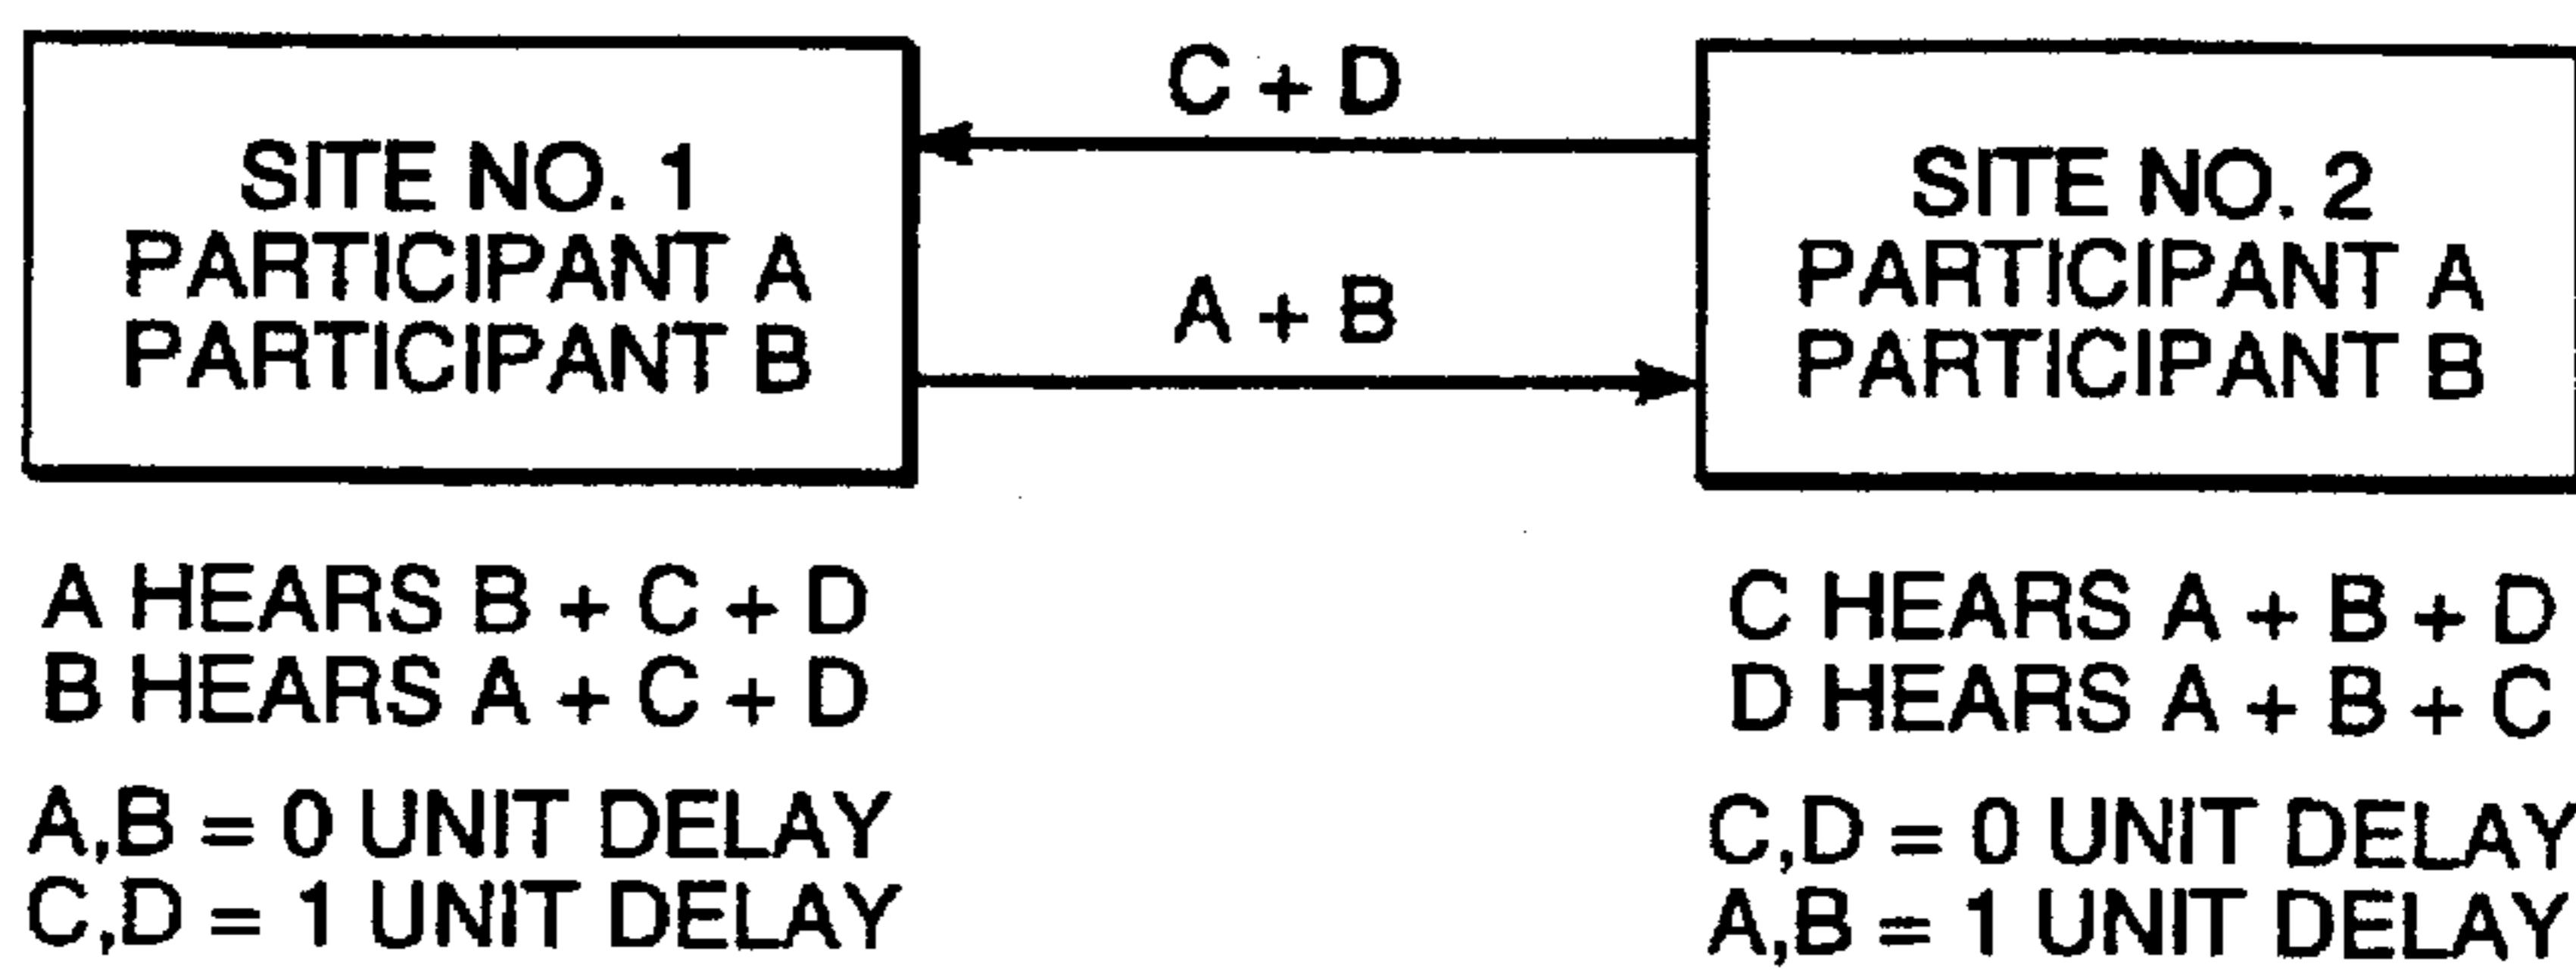 C + D
SITE NO. 1
PARTICIPANT A
PARTICIPANT B
A + B
SITE NO. 2
PARTICIPANT A
PARTICIPANT B
A HEARS B + C + D
B HEARS A + C + D
A,B = 0 UNIT DELAY
C,D = 1 UNIT DELAY
C HEARS A + B + D
D HEARS A + B + C
C,D = 0 UNIT DELAY
A,B = 1 UNIT DELAY